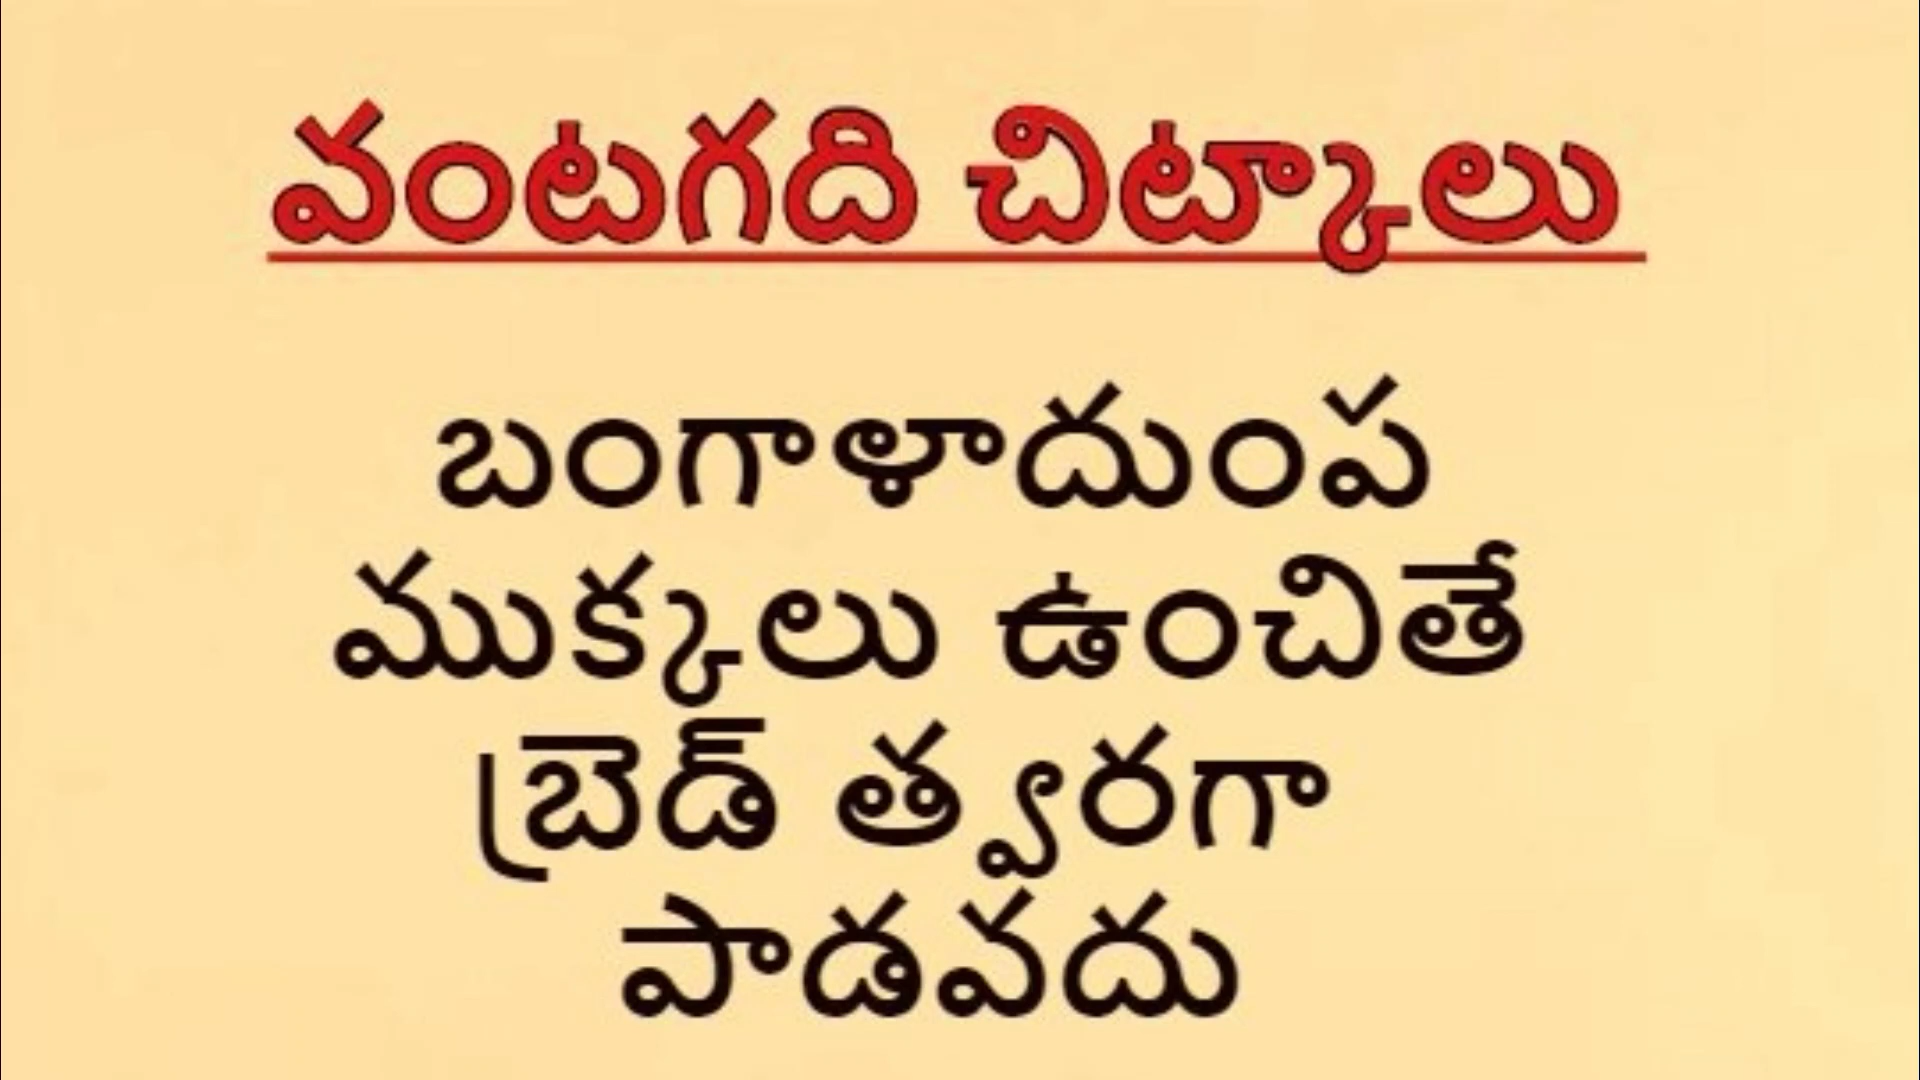 వంటగది చిట్కాలు
బంగాళాదుంప
ముక్కలు ఉంచితే
బ్రెడ్ త్వరగా
పాడవదు